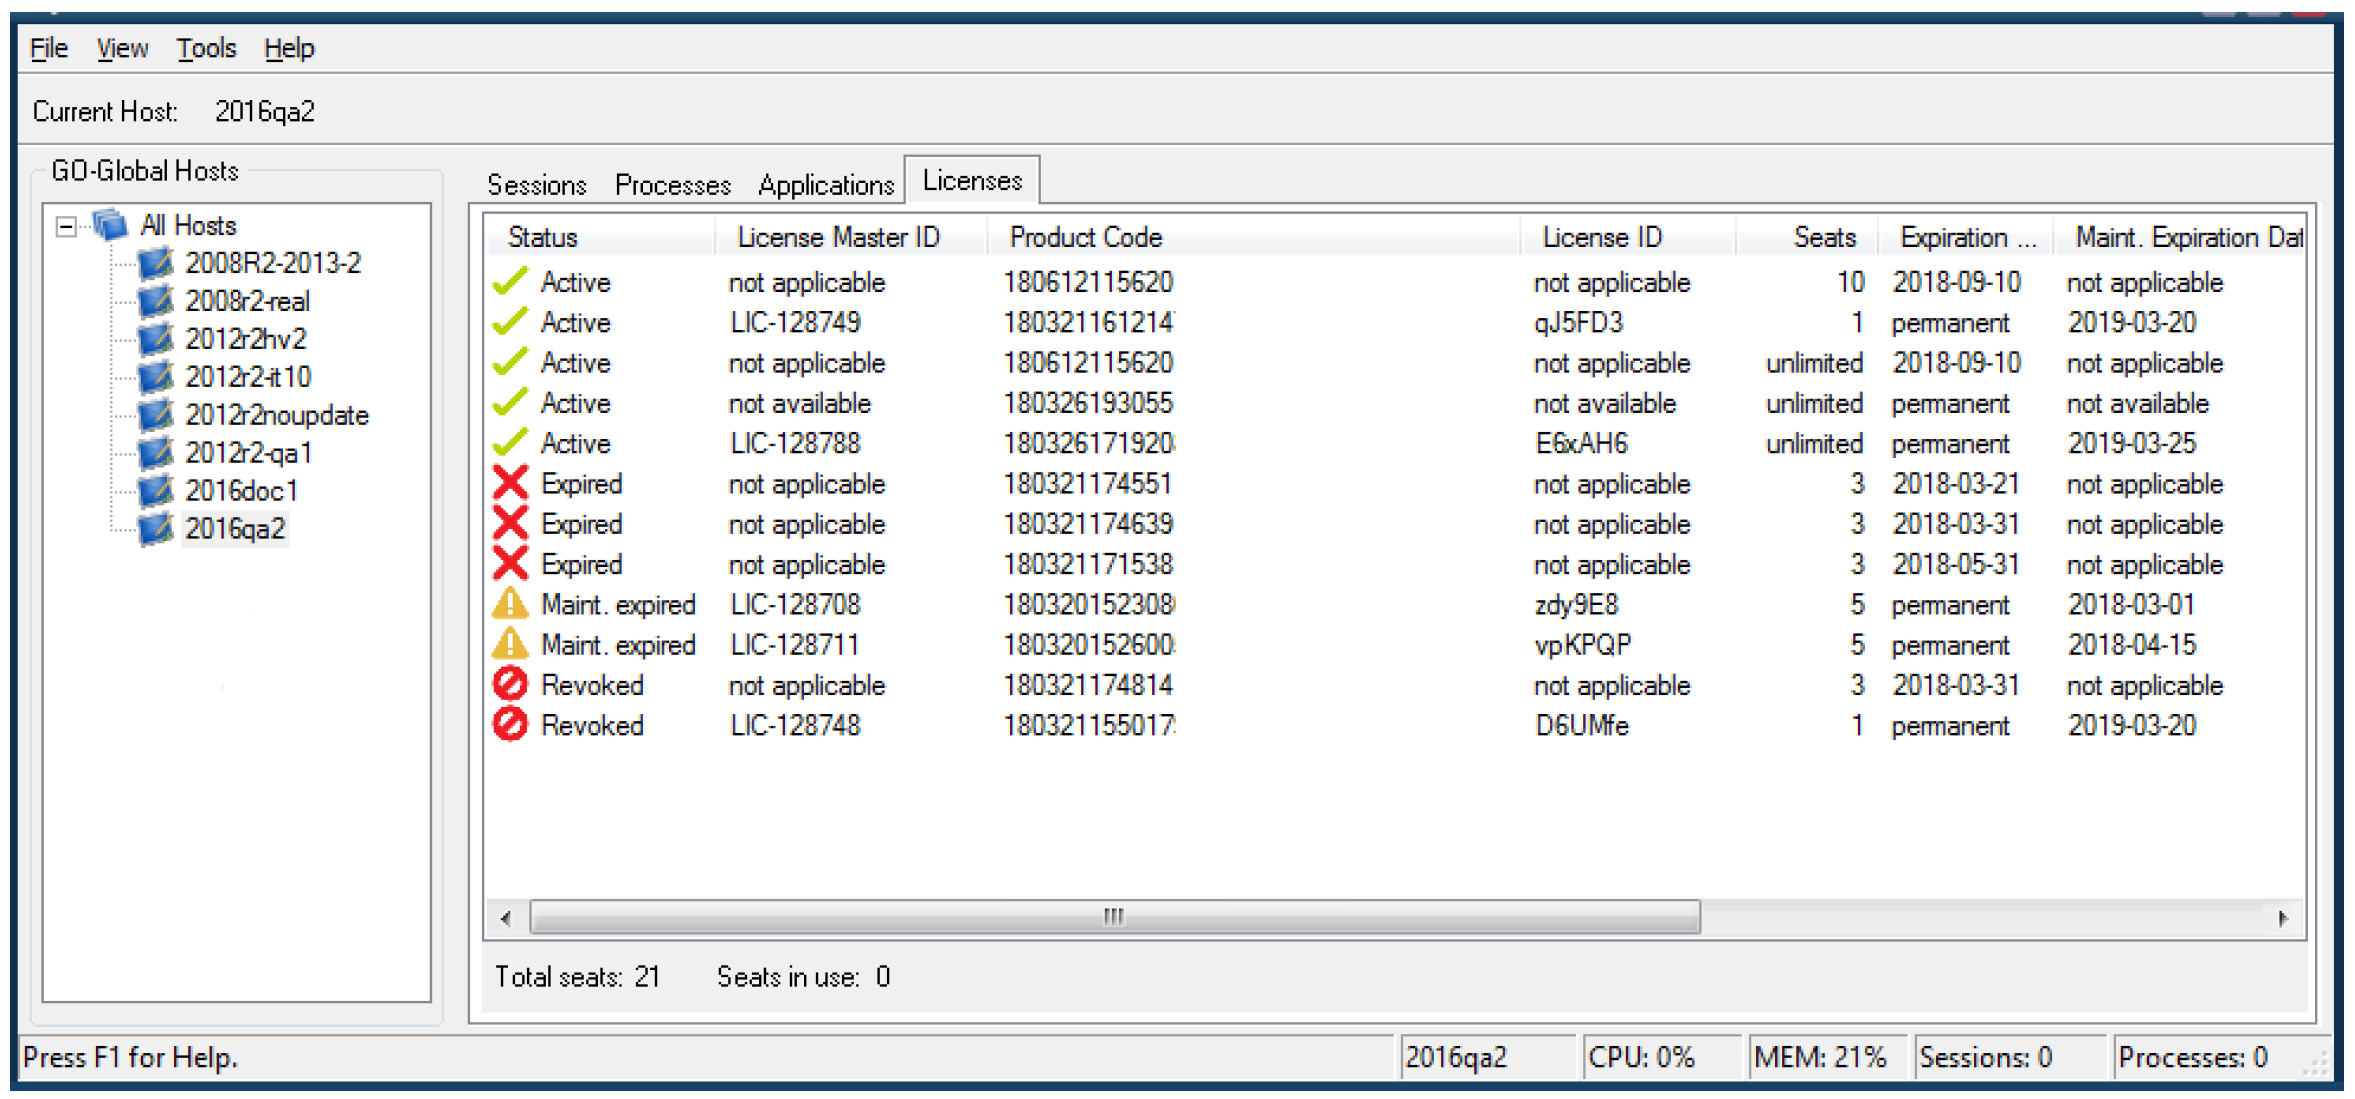 File View Tools Help
Current Host: 2016qa2
GO-Global Hosts
All Hosts
2008R2-2013-2
2008r2-real
2012r2hv2
2012r2-it10
2012r2noupdate
2012r2-qa1
2016doc1
2016qa2
Sessions Processes Applications Licenses
Status License Master ID Product Code License ID Seats Expiration ... Maint. Expiration Dat
Active not applicable 180612115620 not applicable 10 2018-09-10 not applicable
Active LIC-128749 180321161214 qJ5FD3 1 permanent 2019-03-20
Active not applicable 180612115620 not applicable unlimited 2018-09-10 not applicable
Active not available 180326193055 not available unlimited permanent not available
Active LIC-128788 180326171920 E6xAH6 unlimited permanent 2019-03-25
Expired not applicable 180321174551 not applicable 3 2018-03-21 not applicable
Expired not applicable 180321174639 not applicable 3 2018-03-31 not applicable
Expired not applicable 180321171538 not applicable 3 2018-05-31 not applicable
Maint. expired LIC-128708 180320152308 zdy9E8 5 permanent 2018-03-01
Maint. expired LIC-128711 180320152600 vpKPQP 5 permanent 2018-04-15
Revoked not applicable 180321174814 not applicable 3 2018-03-31 not applicable
Revoked LIC-128748 180321155017 D6UMfe 1 permanent 2019-03-20
Total seats: 21 Seats in use: 0
Press F1 for Help. 2016qa2 CPU: 0% MEM: 21% Sessions: 0 Processes: 0